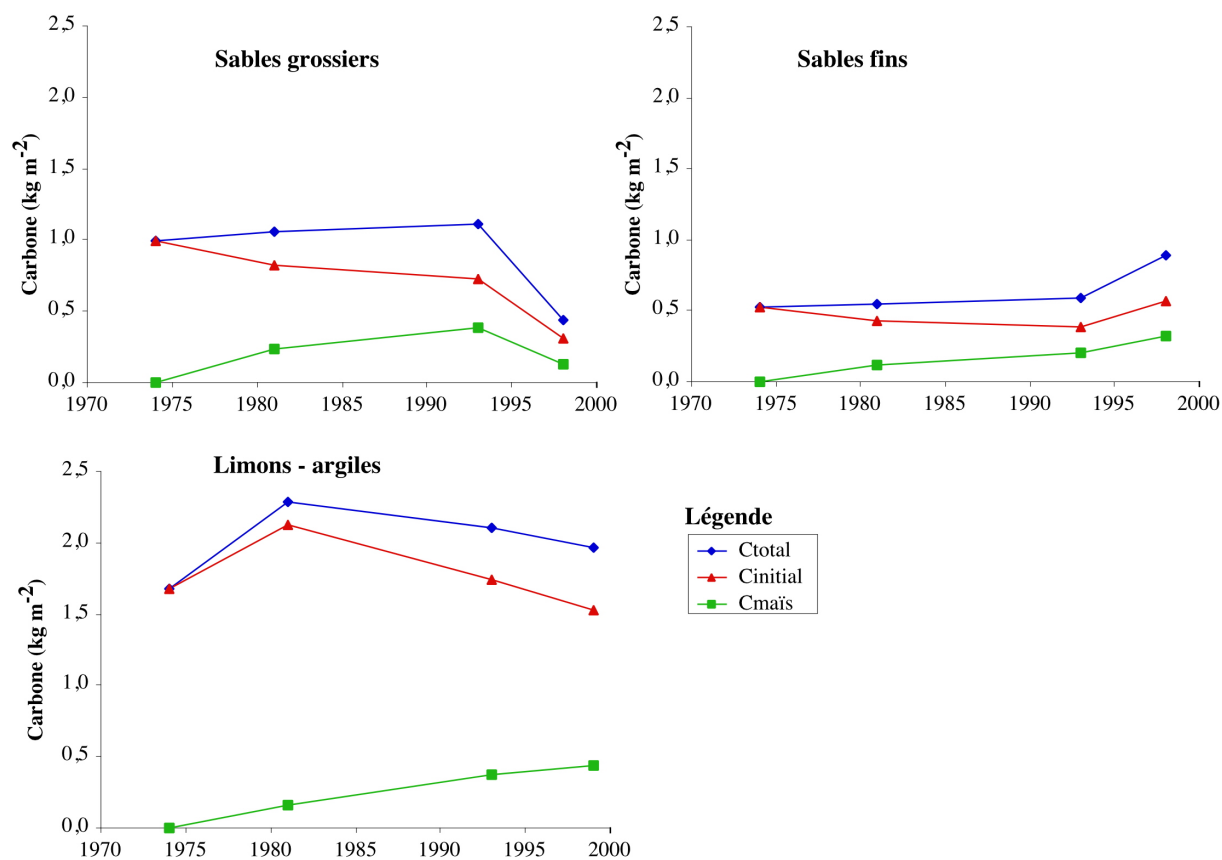 Sables grossiers
Carbone (kg m-2)
2,5
2,0
1,5
1,0
0,5
0,0
1970 1975 1980 1985 1990 1995 2000
Sables fins
Carbone (kg m-2)
2,5
2,0
1,5
1,0
0,5
0,0
1970 1975 1980 1985 1990 1995 2000
Limons - argiles
Carbone (kg m-2)
2,5
2,0
1,5
1,0
0,5
0,0
1970 1975 1980 1985 1990 1995 2000
Légende
Ctotal
Cinitial
Cmaïs